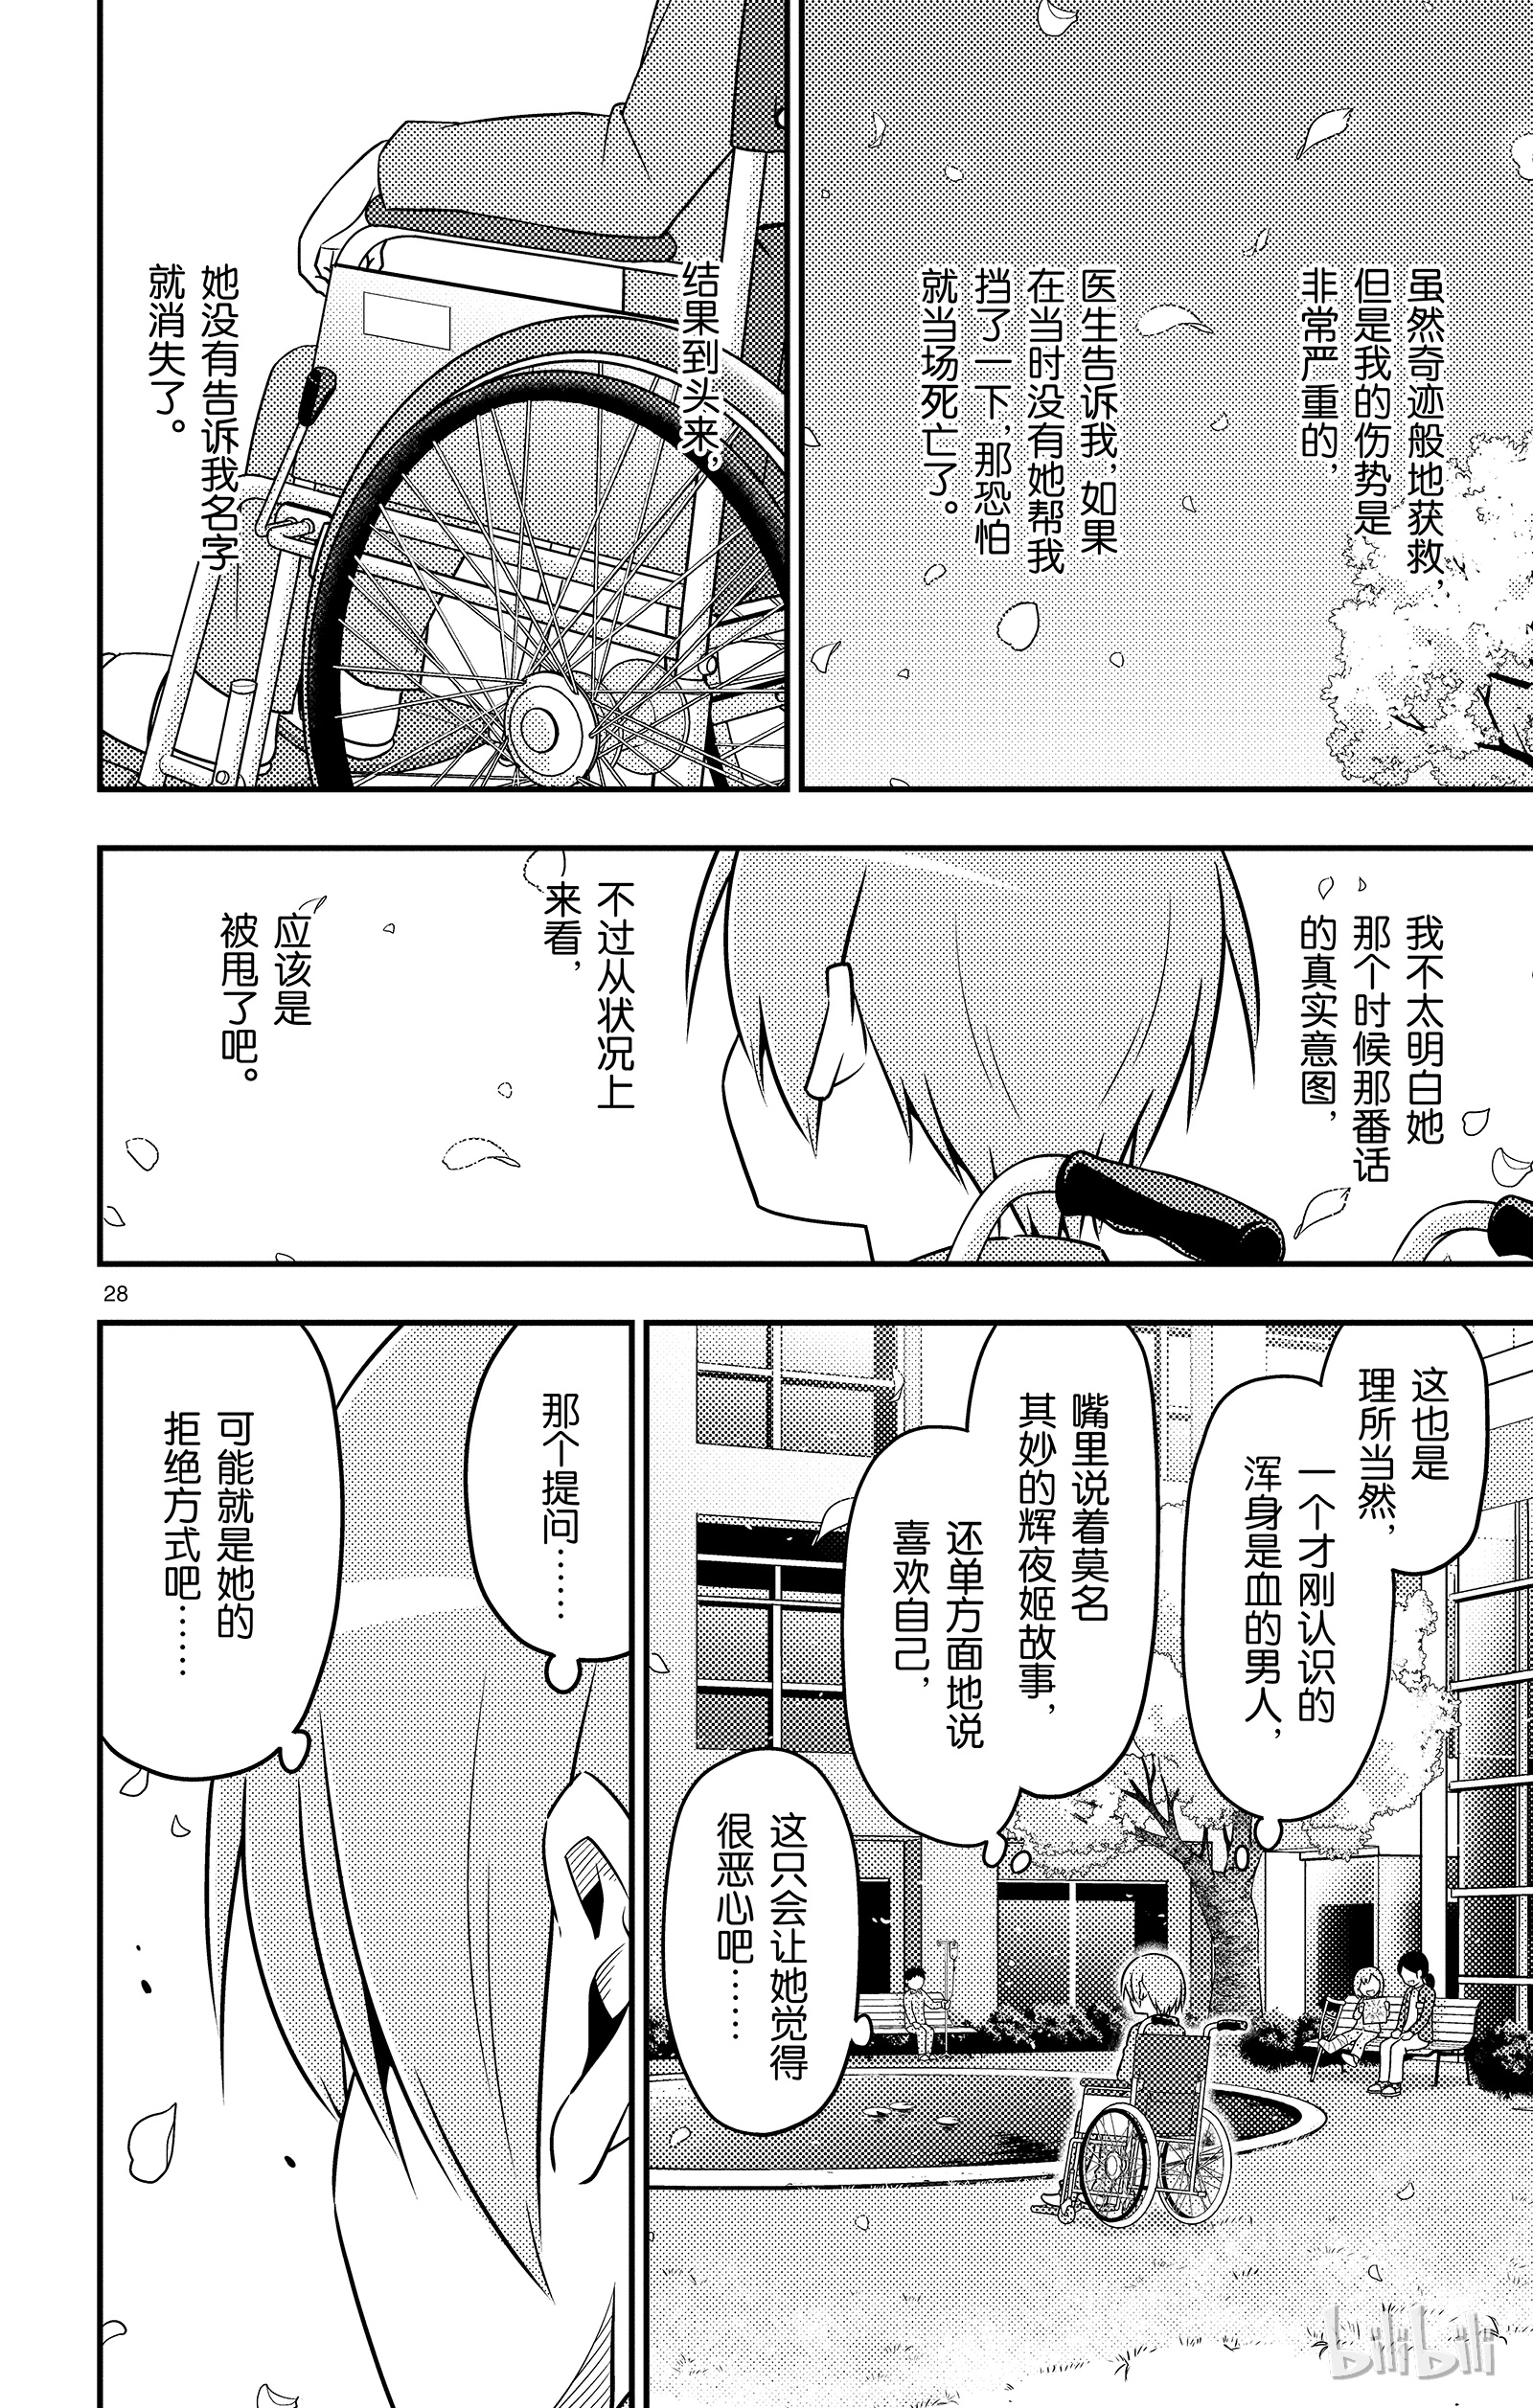 虽然奇迹般地获救，
但是我的伤势是
非常严重的，
医生告诉我，如果
在当时没有她帮我
挡了一下，那恐怕
就当场死亡了。
结果到头来，
她没有告诉我名字
就消失了。
我不太明白她
那个时候那番话
的真实意图，
不过从状况上
来看，
应该是
被甩了吧。
28
这也是
理所当然，
一个才刚认识的
浑身是血的男人，
嘴里说着莫名
其妙的辉夜姬故事，
还单方面地说
喜欢自己，
这只会让她觉得
很恶心吧……
那个提问……
可能就是她的
拒绝方式吧……
bilibili